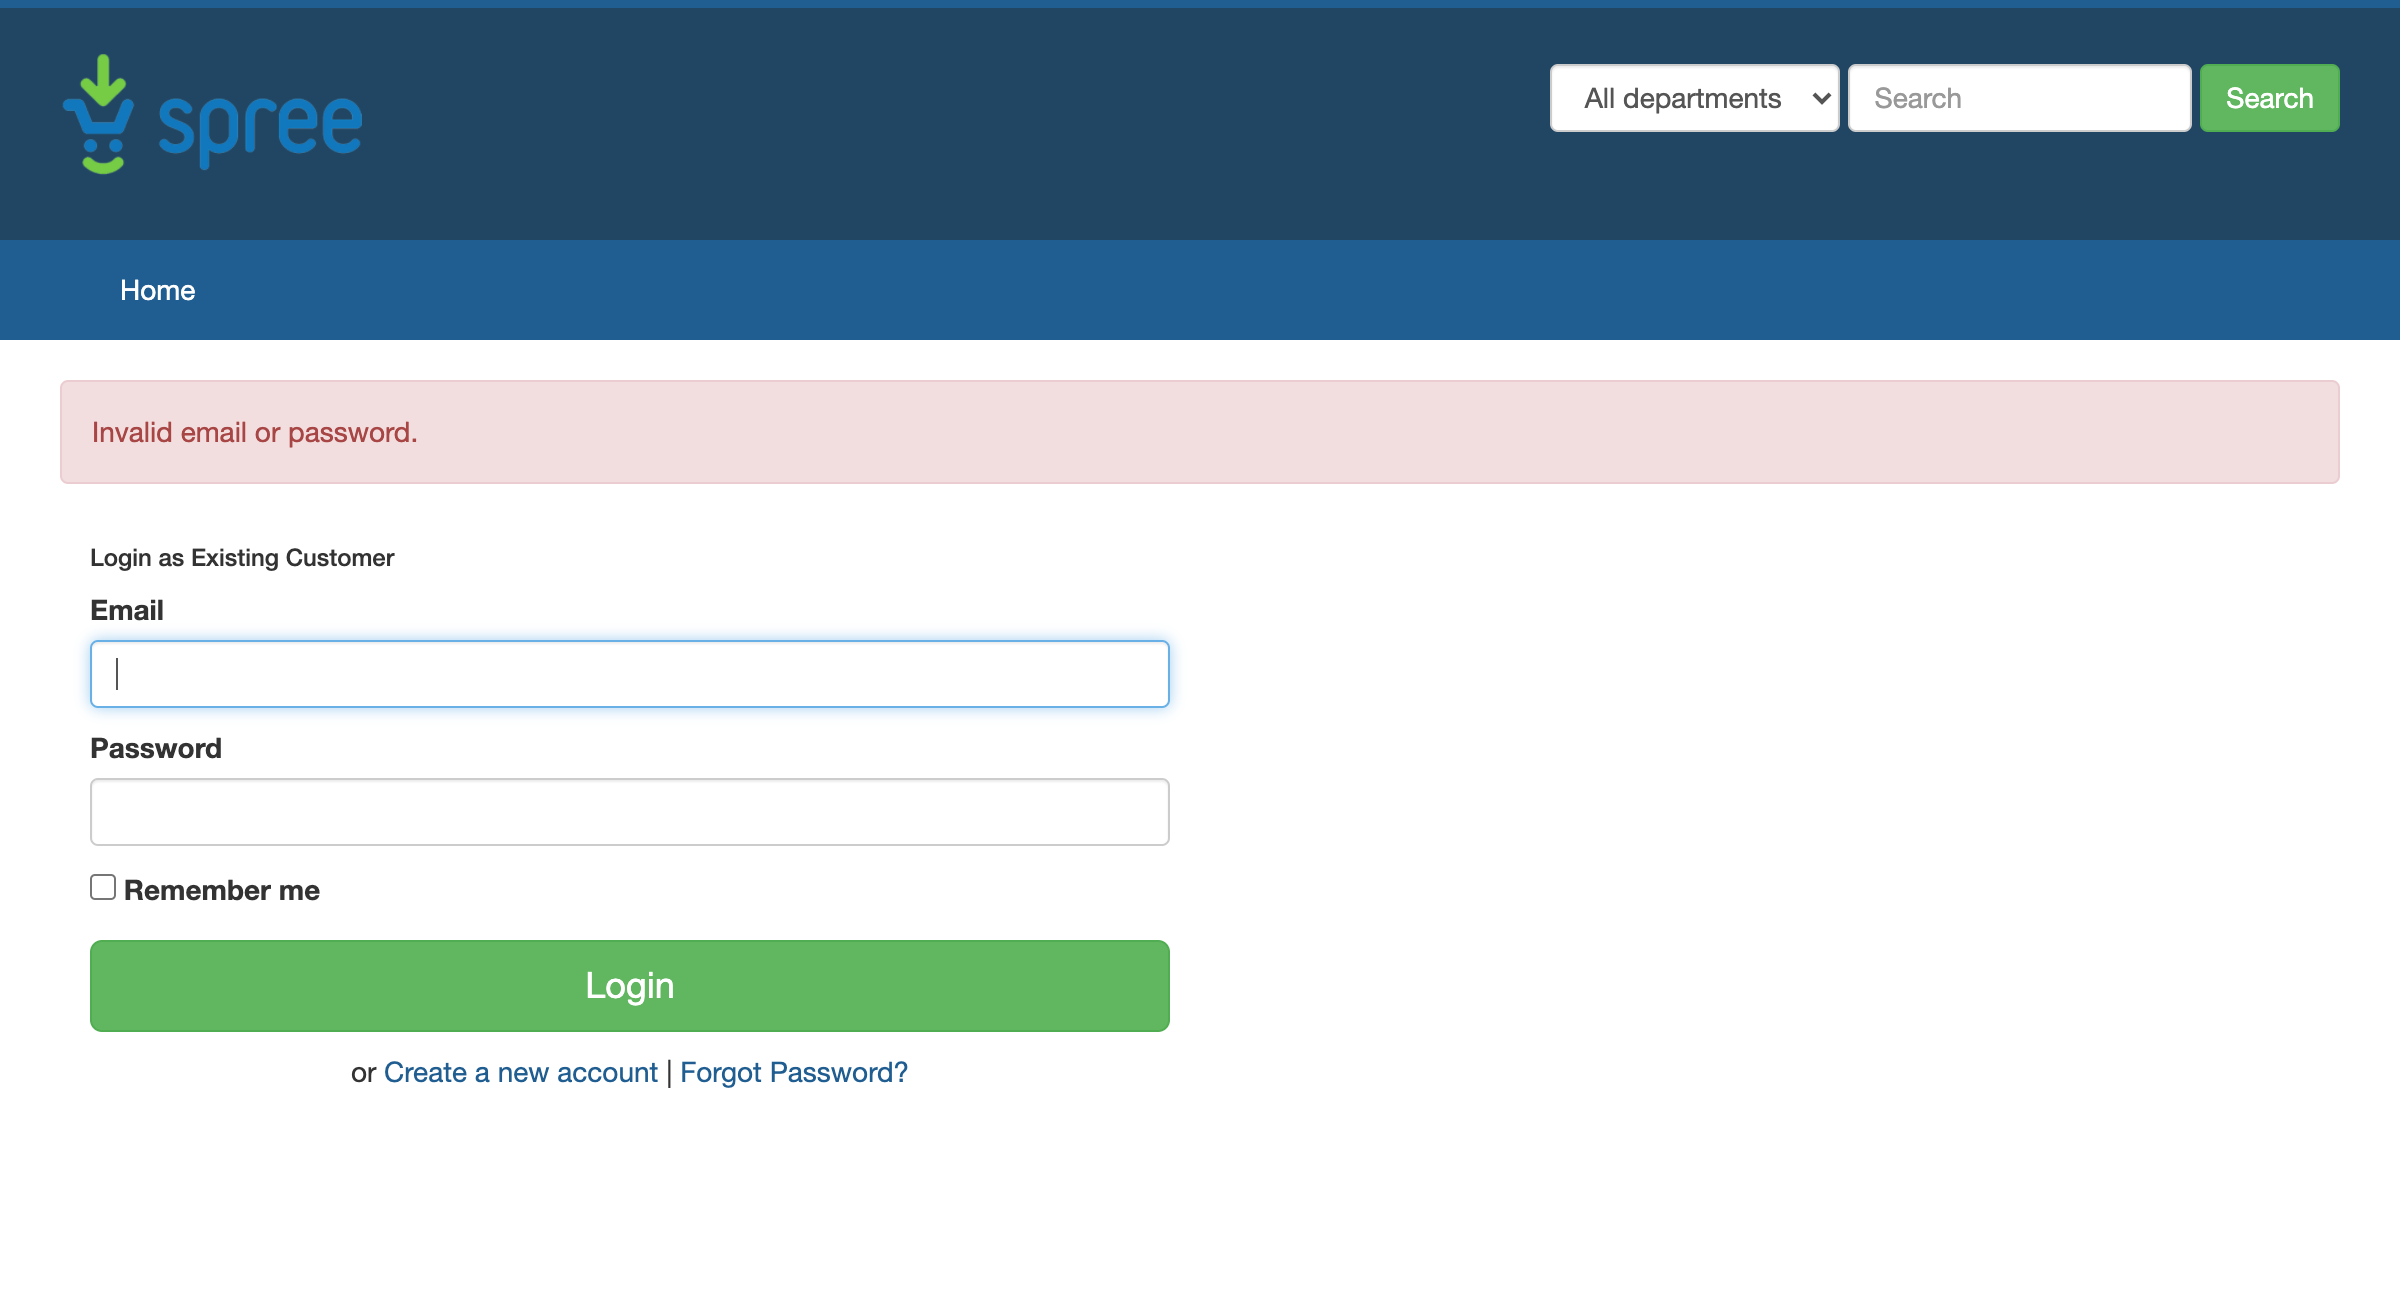 spree
All departments
Search
Search
Home
Invalid email or password.
Login as Existing Customer
Email
Password
Remember me
Login
or Create a new account | Forgot Password?